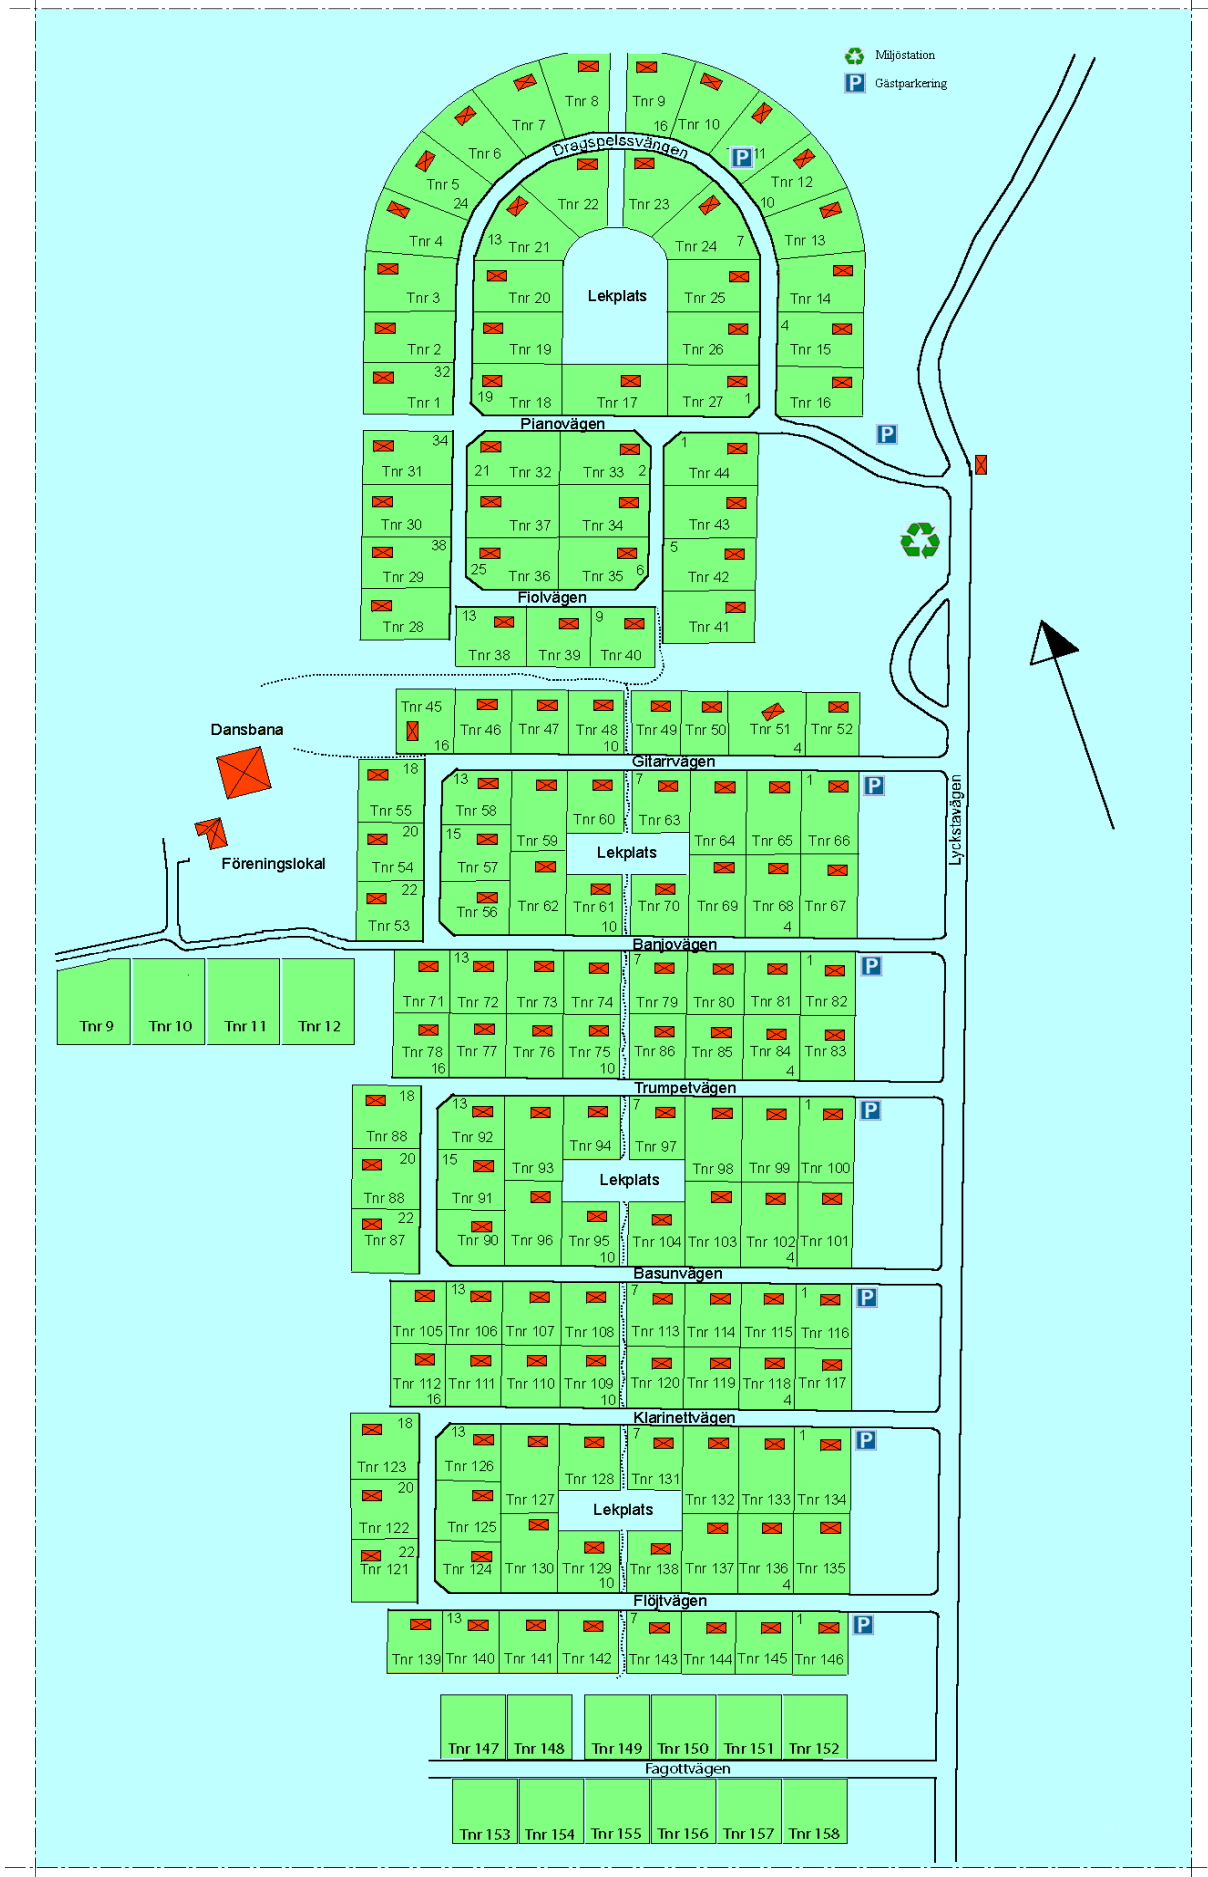 Miljöstation
Gästparkering
Tnr 8
Tnr 9
16
Tnr 10
Tnr 7
Dragspelssvängen
11
Tnr 6
Tnr 5
24
Tnr 12
10
Tnr 22
Tnr 23
Tnr 4
13
Tnr 21
Tnr 24
7
Tnr 13
Tnr 3
Tnr 20
Lekplats
Tnr 25
Tnr 14
Tnr 2
Tnr 19
Tnr 26
4
Tnr 15
32
Tnr 1
19
Tnr 18
Tnr 17
Tnr 27
1
Tnr 16
Pianovägen
P
34
Tnr 31
21
Tnr 32
Tnr 33
2
1
Tnr 44
Tnr 30
Tnr 37
Tnr 34
Tnr 43
38
Tnr 29
25
Tnr 36
Tnr 35
6
5
Tnr 42
Fiolvägen
Tnr 28
13
9
Tnr 41
Tnr 38
Tnr 39
Tnr 40
Tnr 45
16
Tnr 46
Tnr 47
Tnr 48
10
Tnr 49
Tnr 50
Tnr 51
4
Tnr 52
Dansbana
Gitarrvägen
18
Tnr 55
13
Tnr 58
Tnr 59
Tnr 60
7
Tnr 63
Tnr 64
Tnr 65
1
Tnr 66
P
Lyckstavägen
20
Tnr 54
15
Tnr 57
Lekplats
Föreningslokal
22
Tnr 53
Tnr 56
Tnr 62
Tnr 61
10
Tnr 70
Tnr 69
Tnr 68
4
Tnr 67
Banjovägen
Tnr 71
13
Tnr 72
Tnr 73
Tnr 74
7
Tnr 79
Tnr 80
Tnr 81
1
Tnr 82
P
Tnr 9
Tnr 10
Tnr 11
Tnr 12
Tnr 78
16
Tnr 77
Tnr 76
Tnr 75
10
Tnr 86
Tnr 85
Tnr 84
4
Tnr 83
Trumpetvägen
18
Tnr 88
13
Tnr 92
Tnr 93
Tnr 94
7
Tnr 97
Tnr 98
Tnr 99
1
Tnr 100
P
20
Tnr 88
15
Tnr 91
Lekplats
22
Tnr 87
Tnr 90
Tnr 96
Tnr 95
10
Tnr 104
Tnr 103
Tnr 102
4
Tnr 101
Basunvägen
Tnr 105
13
Tnr 106
Tnr 107
Tnr 108
7
Tnr 113
Tnr 114
Tnr 115
1
Tnr 116
P
Tnr 112
16
Tnr 111
Tnr 110
Tnr 109
10
Tnr 120
Tnr 119
Tnr 118
4
Tnr 117
Klarinettvägen
18
Tnr 123
13
Tnr 126
Tnr 127
Tnr 128
7
Tnr 131
Tnr 132
Tnr 133
1
Tnr 134
P
20
Tnr 122
Tnr 125
Lekplats
22
Tnr 121
Tnr 124
Tnr 130
Tnr 129
10
Tnr 138
Tnr 137
Tnr 136
4
Tnr 135
Flöjtvägen
Tnr 139
13
Tnr 140
Tnr 141
Tnr 142
7
Tnr 143
Tnr 144
Tnr 145
1
Tnr 146
P
Tnr 147
Tnr 148
Tnr 149
Tnr 150
Tnr 151
Tnr 152
Fagottvägen
Tnr 153
Tnr 154
Tnr 155
Tnr 156
Tnr 157
Tnr 158